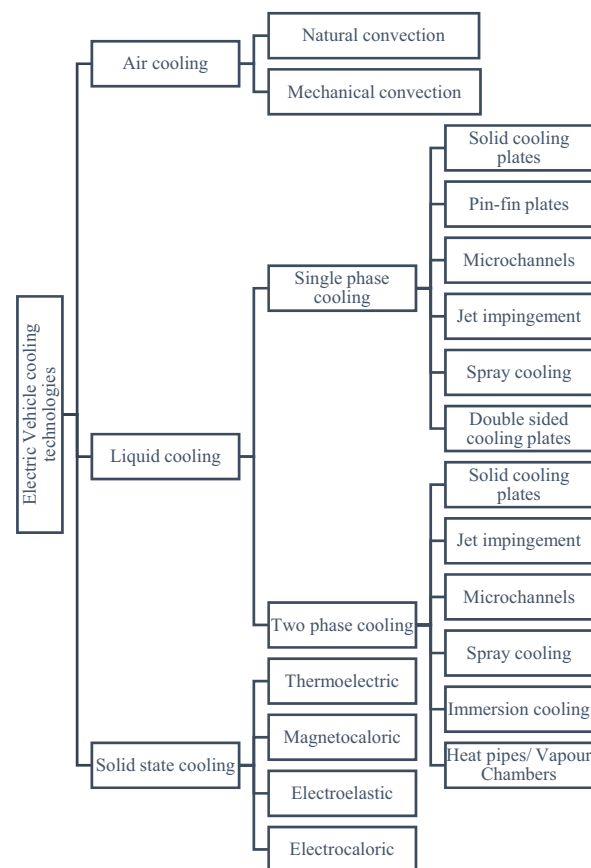 Electric Vehicle cooling
technologies
Air cooling
Natural convection
Mechanical convection
Liquid cooling
Single phase
cooling
Solid cooling
plates
Pin-fin plates
Microchannels
Jet impingement
Spray cooling
Double sided
cooling plates
Two phase cooling
Solid cooling
plates
Jet impingement
Microchannels
Spray cooling
Immersion cooling
Heat pipes/ Vapour
Chambers
Solid state cooling
Thermoelectric
Magnetocaloric
Electroelastic
Electrocaloric